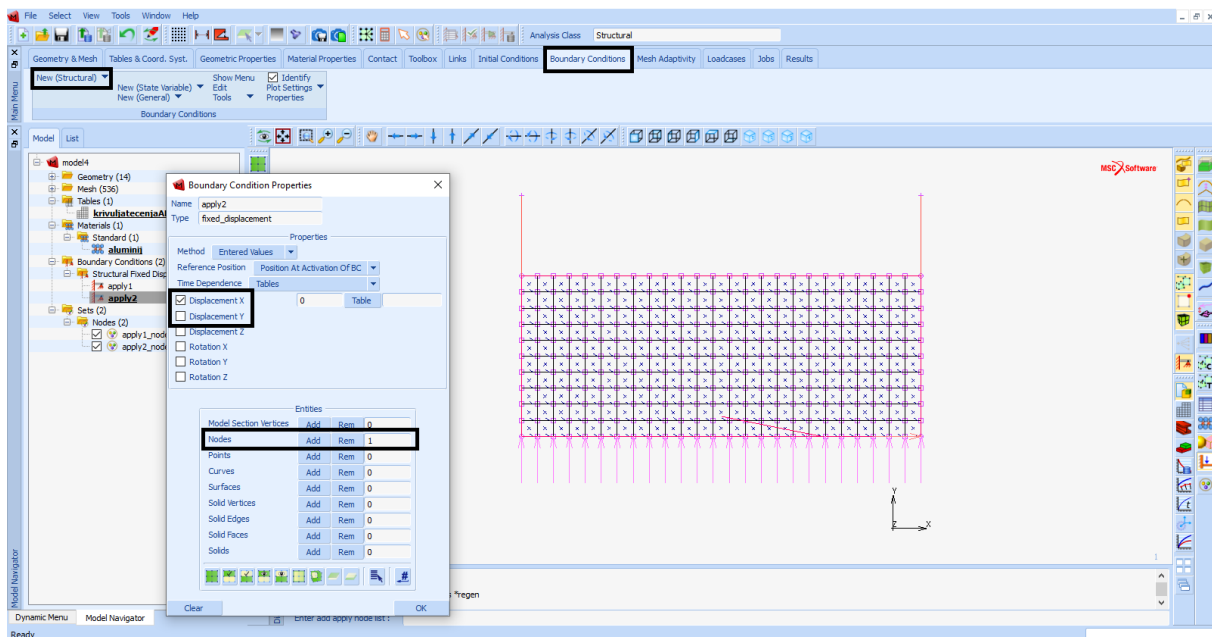 File Select View Tools Window Help
Analysis Class Structural
Geometry & Mesh Tables & Coord. Syst. Geometric Properties Material Properties Contact Toolbox Links Initial Conditions Boundary Conditions Mesh Adaptivity Loadcases Jobs Results
New (Structural) Show Menu Identify
New (State Variable) Edit Plot Settings
New (General) Tools Properties
Boundary Conditions
Main Menu
Model List
model4
Geometry (14)
Mesh (536)
Tables (1)
Materials (1)
Standard (1)
aluminij
Boundary Conditions (2)
Structural Fixed Disp
apply1
apply2
Sets (2)
Nodes (2)
apply1_node
apply2_node
Boundary Condition Properties
Name apply2
Type fixed_displacement
Properties
Method Entered Values
Reference Position Position At Activation Of BC
Time Dependence Tables
Displacement X 0 Table
Displacement Y
Displacement Z
Rotation X
Rotation Y
Rotation Z
Entities
Model Section Vertices Add Rem 0
Nodes Add Rem 1
Points Add Rem 0
Curves Add Rem 0
Surfaces Add Rem 0
Solid Vertices Add Rem 0
Solid Edges Add Rem 0
Solid Faces Add Rem 0
Solids Add Rem 0
Clear OK
MSC Software
Y
Z X
1
*regen
Enter add apply node list :
Model Navigator
Dynamic Menu Model Navigator
Ready